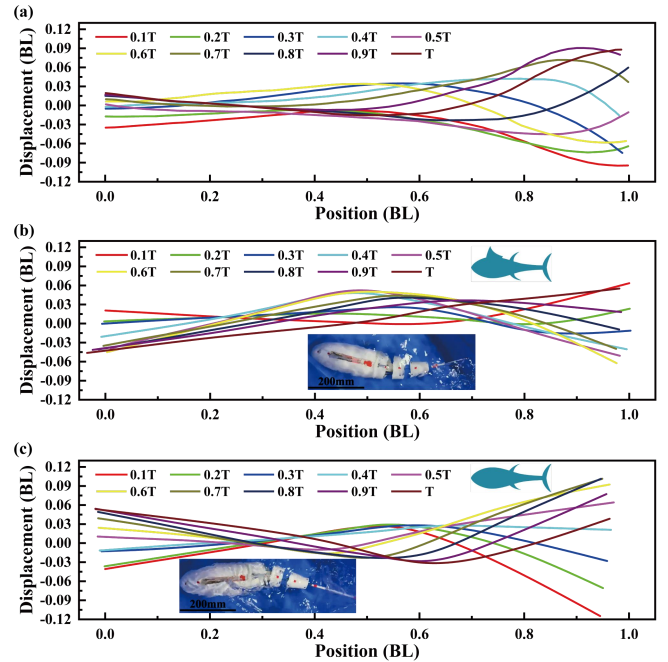 (a)
0.12
0.09
0.06
0.03
0.00
-0.03
-0.06
-0.09
-0.12
Displacement (BL)
0.1T 0.2T 0.3T 0.4T 0.5T
0.6T 0.7T 0.8T 0.9T T
0.0 0.2 0.4 0.6 0.8 1.0
Position (BL)
(b)
0.12
0.09
0.06
0.03
0.00
-0.03
-0.06
-0.09
-0.12
Displacement (BL)
0.1T 0.2T 0.3T 0.4T 0.5T
0.6T 0.7T 0.8T 0.9T T
200mm
0.0 0.2 0.4 0.6 0.8 1.0
Position (BL)
(c)
0.12
0.09
0.06
0.03
0.00
-0.03
-0.06
-0.09
-0.12
Displacement (BL)
0.1T 0.2T 0.3T 0.4T 0.5T
0.6T 0.7T 0.8T 0.9T T
200mm
0.0 0.2 0.4 0.6 0.8 1.0
Position (BL)